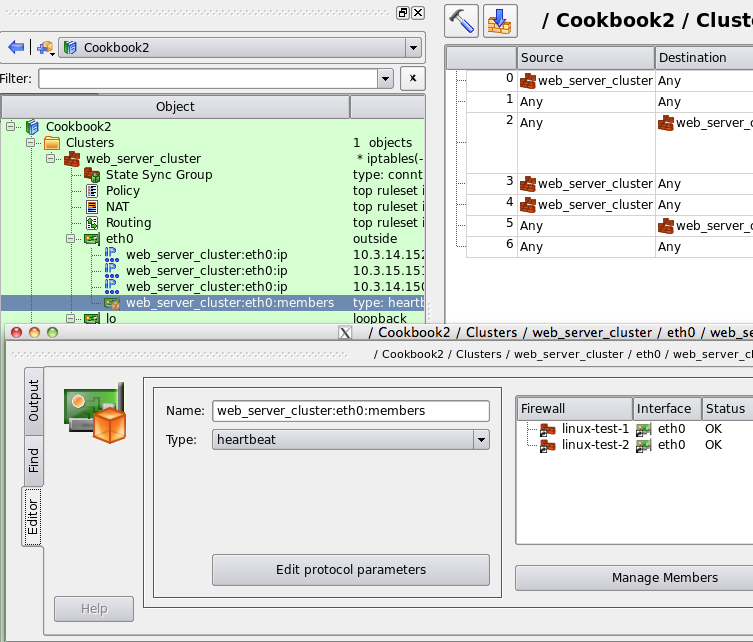 / Cookbook2 / Clust
Cookbook2
Filter:
x
Object
Source Destination
Cookbook2
Clusters 1 objects
web_server_cluster * iptables(-
State Sync Group type: connt
Policy top ruleset i
NAT top ruleset i
Routing top ruleset i
eth0 outside
web_server_cluster:eth0:ip 10.3.14.152
web_server_cluster:eth0:ip 10.3.15.151
web_server_cluster:eth0:ip 10.3.14.150
web_server_cluster:eth0:members type: heartb
lo loopback
0 web_server_cluster Any
1 Any Any
2 Any web_server_c
3 web_server_cluster Any
4 web_server_cluster Any
5 Any web_server_c
6 Any Any
X / Cookbook2 / Clusters / web_server_cluster / eth0 / web_se
/ Cookbook2 / Clusters / web_server_cluster / eth0 / web_server_cl
Output
Find
Editor
Name: web_server_cluster:eth0:members
Type: heartbeat
Edit protocol parameters
Help
Firewall Interface Status
linux-test-1 eth0 OK
linux-test-2 eth0 OK
Manage Members